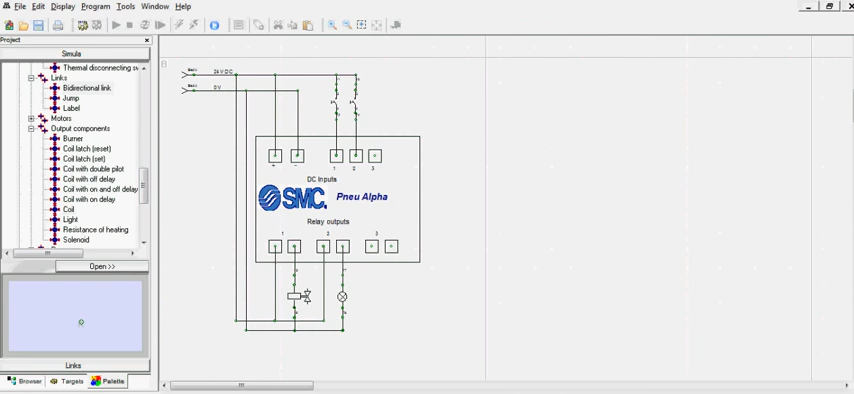 File Edit Display Program Tools Window Help
Project
Simula
Thermal disconnecting sw
Links
Bidirectional link
Jump
Label
Motors
Output components
Burner
Coil latch (reset)
Coil latch (set)
Coil with double pilot
Coil with off delay
Coil with on and off delay
Coil with on delay
Coil
Light
Resistance of heating
Solenoid
Open >>
Links
Browser Targets Palette
24 V DC
0 V
+ - 1 2 3
DC Inputs
SMC. Pneu Alpha
Relay outputs
1 2 3